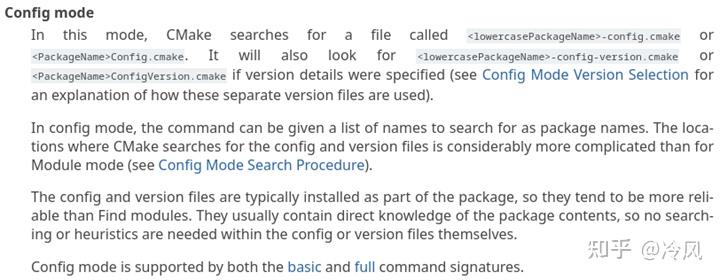 Config mode
In this mode, CMake searches for a file called <lowercasePackageName>-config.cmake or
<PackageName>Config.cmake. It will also look for <lowercasePackageName>-config-version.cmake or
<PackageName>ConfigVersion.cmake if version details were specified (see Config Mode Version Selection for
an explanation of how these separate version files are used).
In config mode, the command can be given a list of names to search for as package names. The loca-
tions where CMake searches for the config and version files is considerably more complicated than for
Module mode (see Config Mode Search Procedure).
The config and version files are typically installed as part of the package, so they tend to be more reli-
able than Find modules. They usually contain direct knowledge of the package contents, so no search-
ing or heuristics are needed within the config or version files themselves.
Config mode is supported by both the basic and full command signatures.
知乎 @冷风